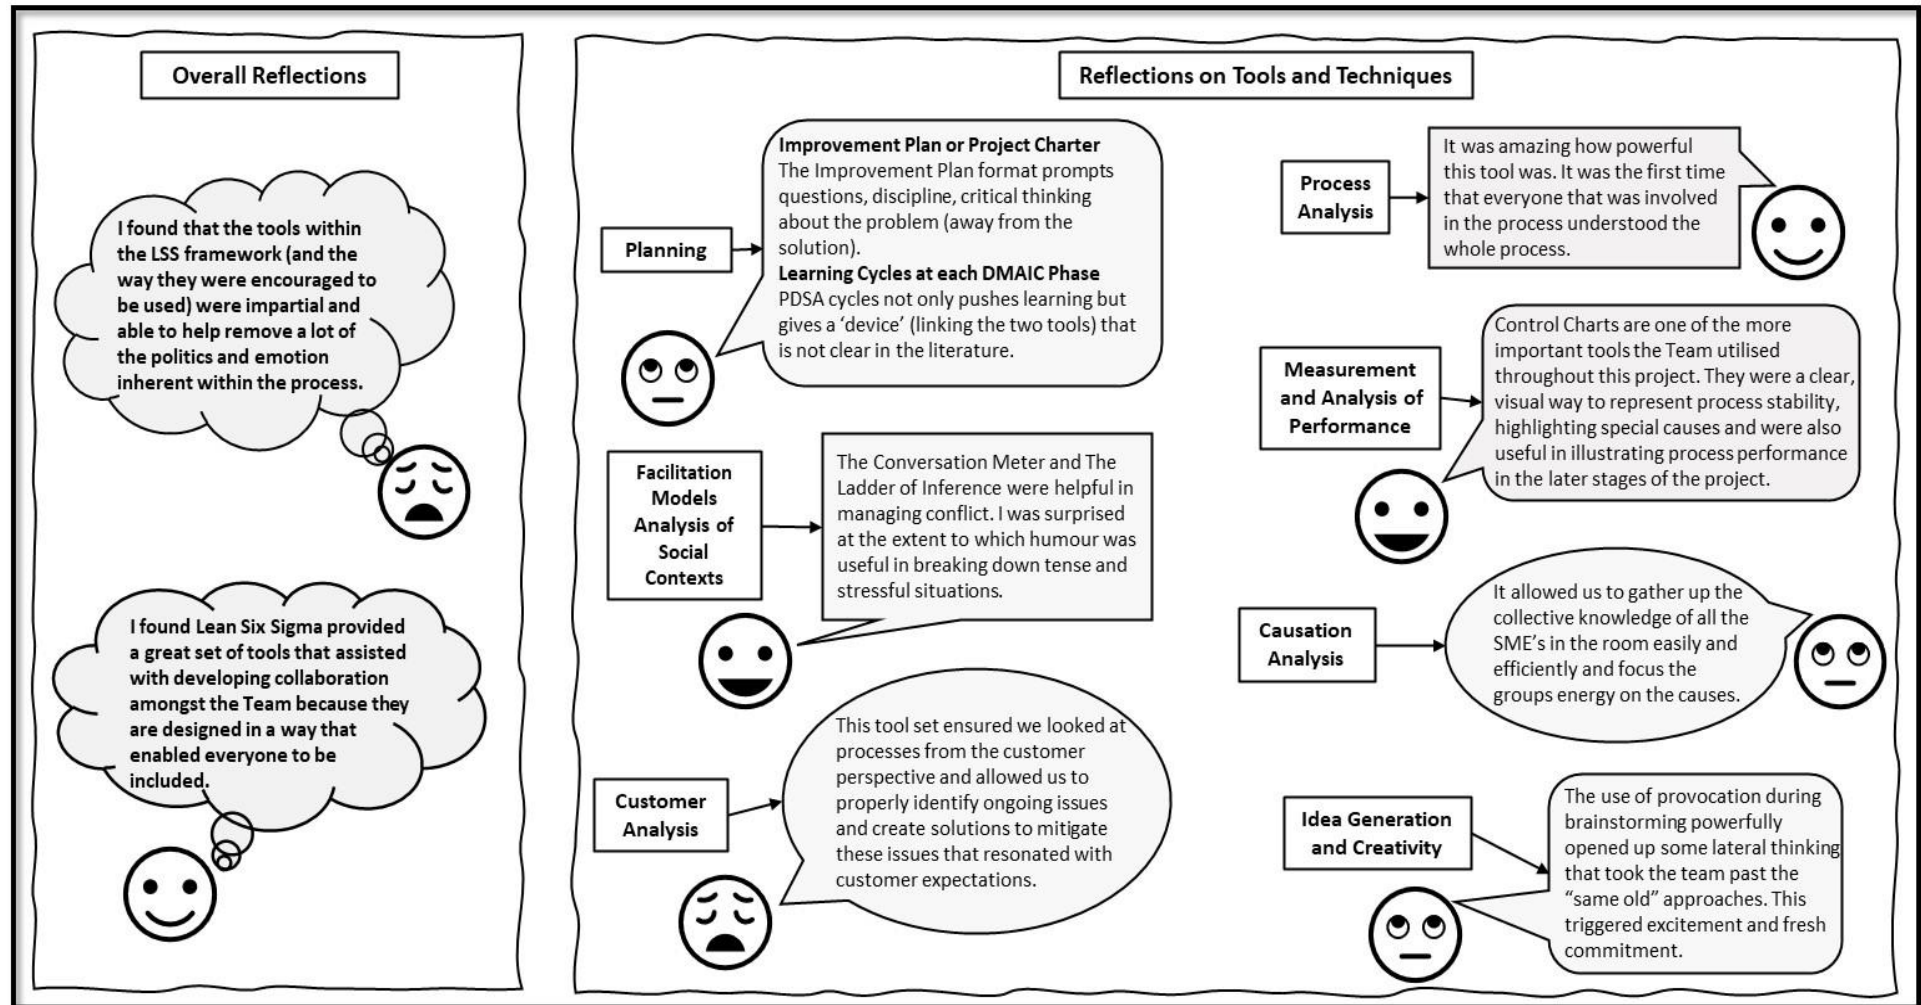 Overall Reflections
I found that the tools within
the LSS framework (and the
way they were encouraged to
be used) were impartial and
able to help remove a lot of
the politics and emotion
inherent within the process.
I found Lean Six Sigma provided
a great set of tools that assisted
with developing collaboration
amongst the Team because they
are designed in a way that
enabled everyone to be
included.
Reflections on Tools and Techniques
Planning
Improvement Plan or Project Charter
The Improvement Plan format prompts
questions, discipline, critical thinking
about the problem (away from the
solution).
Learning Cycles at each DMAIC Phase
PDSA cycles not only pushes learning but
gives a ‘device’ (linking the two tools) that
is not clear in the literature.
Facilitation
Models
Analysis of
Social
Contexts
The Conversation Meter and The
Ladder of Inference were helpful in
managing conflict. I was surprised
at the extent to which humour was
useful in breaking down tense and
stressful situations.
Customer
Analysis
This tool set ensured we looked at
processes from the customer
perspective and allowed us to
properly identify ongoing issues
and create solutions to mitigate
these issues that resonated with
customer expectations.
Process
Analysis
It was amazing how powerful
this tool was. It was the first time
that everyone that was involved
in the process understood the
whole process.
Measurement
and Analysis of
Performance
Control Charts are one of the more
important tools the Team utilised
throughout this project. They were a clear,
visual way to represent process stability,
highlighting special causes and were also
useful in illustrating process performance
in the later stages of the project.
Causation
Analysis
It allowed us to gather up the
collective knowledge of all the
SME’s in the room easily and
efficiently and focus the
groups energy on the causes.
Idea Generation
and Creativity
The use of provocation during
brainstorming powerfully
opened up some lateral thinking
that took the team past the
“same old” approaches. This
triggered excitement and fresh
commitment.